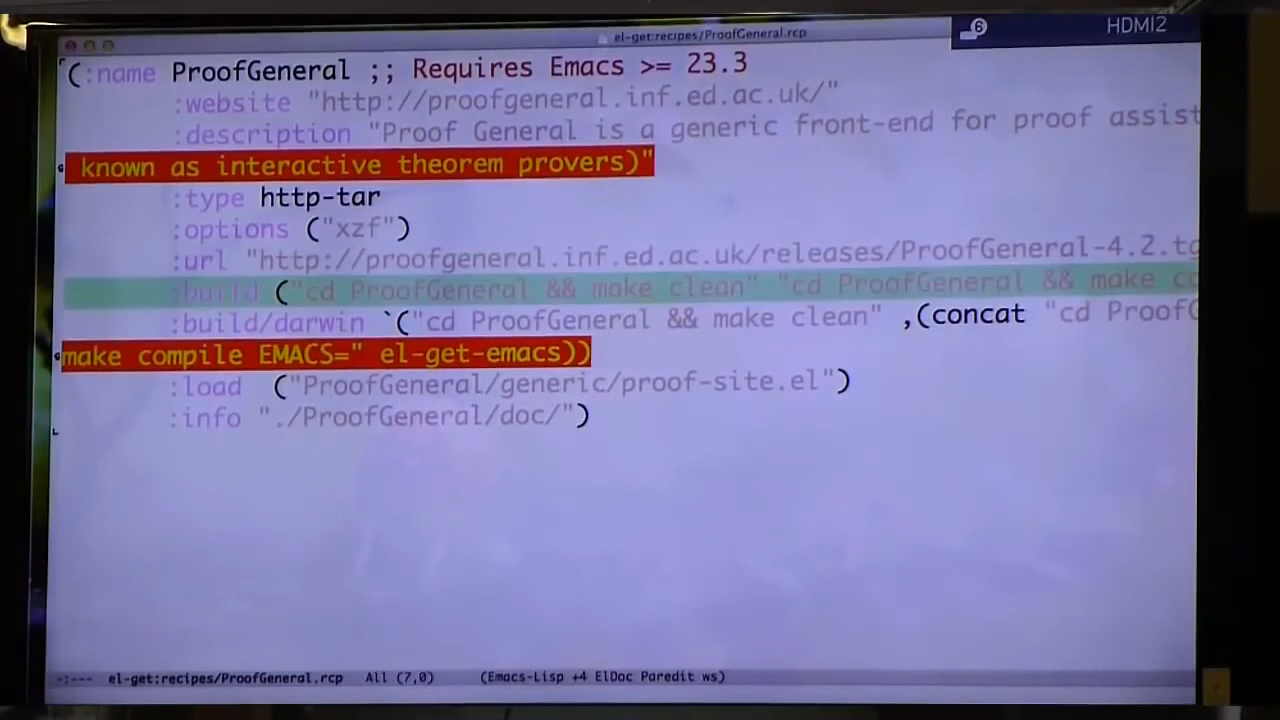 el-get:recipes/ProofGeneral.rcp
6
HDMI2
(:name ProofGeneral ;; Requires Emacs >= 23.3
:website "http://proofgeneral.inf.ed.ac.uk/"
:description "Proof General is a generic front-end for proof assist
known as interactive theorem provers)"
:type http-tar
:options ("xzf")
:url "http://proofgeneral.inf.ed.ac.uk/releases/ProofGeneral-4.2.tg
:build ("cd ProofGeneral && make clean" "cd ProofGeneral && make co
:build/darwin `("cd ProofGeneral && make clean" ,(concat "cd ProofG
make compile EMACS=" el-get-emacs))
:load ("ProofGeneral/generic/proof-site.el")
:info "./ProofGeneral/doc/")
-:--- el-get:recipes/ProofGeneral.rcp All (7,0) (Emacs-Lisp +4 ElDoc Paredit ws)